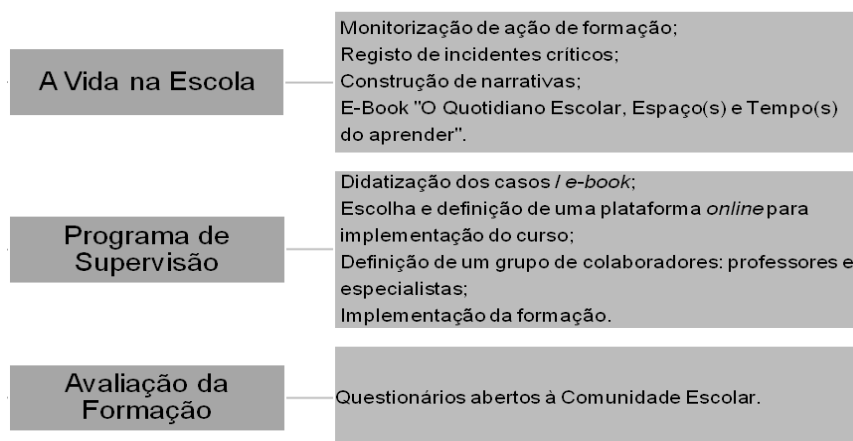 A Vida na Escola
Monitorização de ação de formação;
Registo de incidentes críticos;
Construção de narrativas;
E-Book "O Quotidiano Escolar, Espaço(s) e Tempo(s)
do aprender".
Programa de
Supervisão
Didatização dos casos / e-book;
Escolha e definição de uma plataforma online para
implementação do curso;
Definição de um grupo de colaboradores: professores e
especialistas;
Implementação da formação.
Avaliação da
Formação
Questionários abertos à Comunidade Escolar.